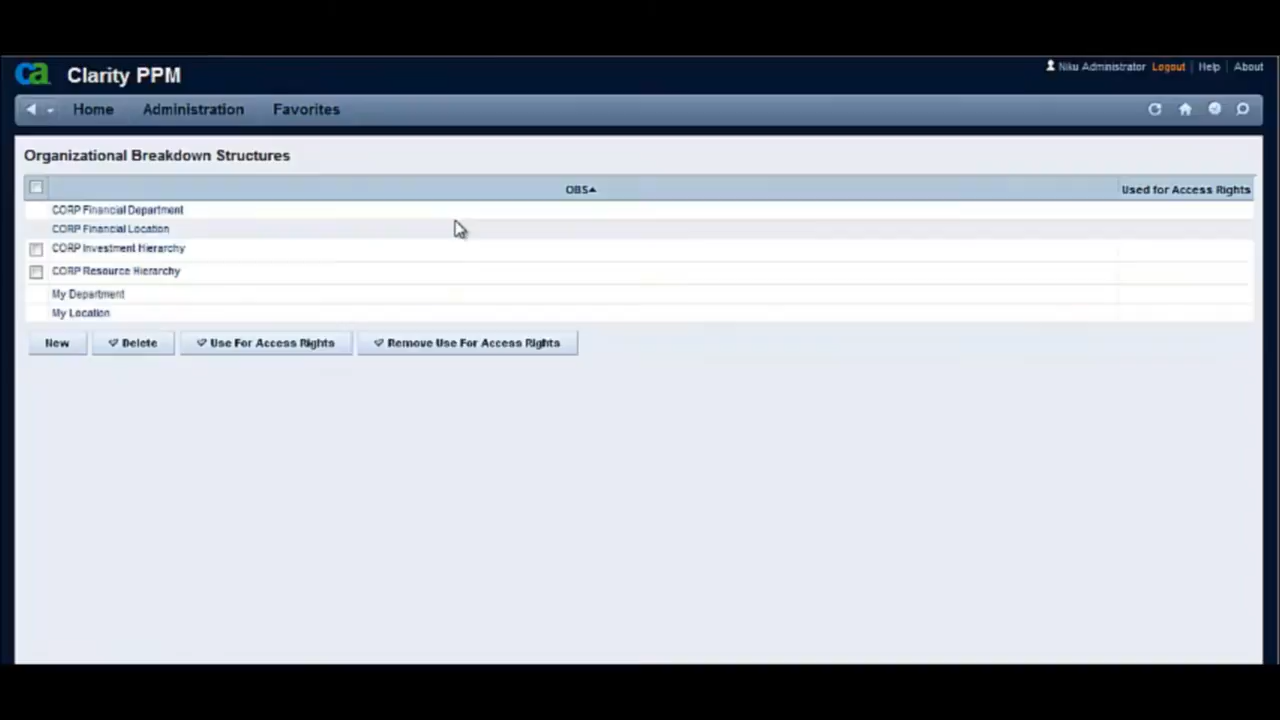 ca Clarity PPM
Niku Administrator Logout Help About
Home Administration Favorites
Organizational Breakdown Structures
OBS Used for Access Rights
CORP Financial Department
CORP Financial Location
CORP Investment Hierarchy
CORP Resource Hierarchy
My Department
My Location
New Delete Use For Access Rights Remove Use For Access Rights